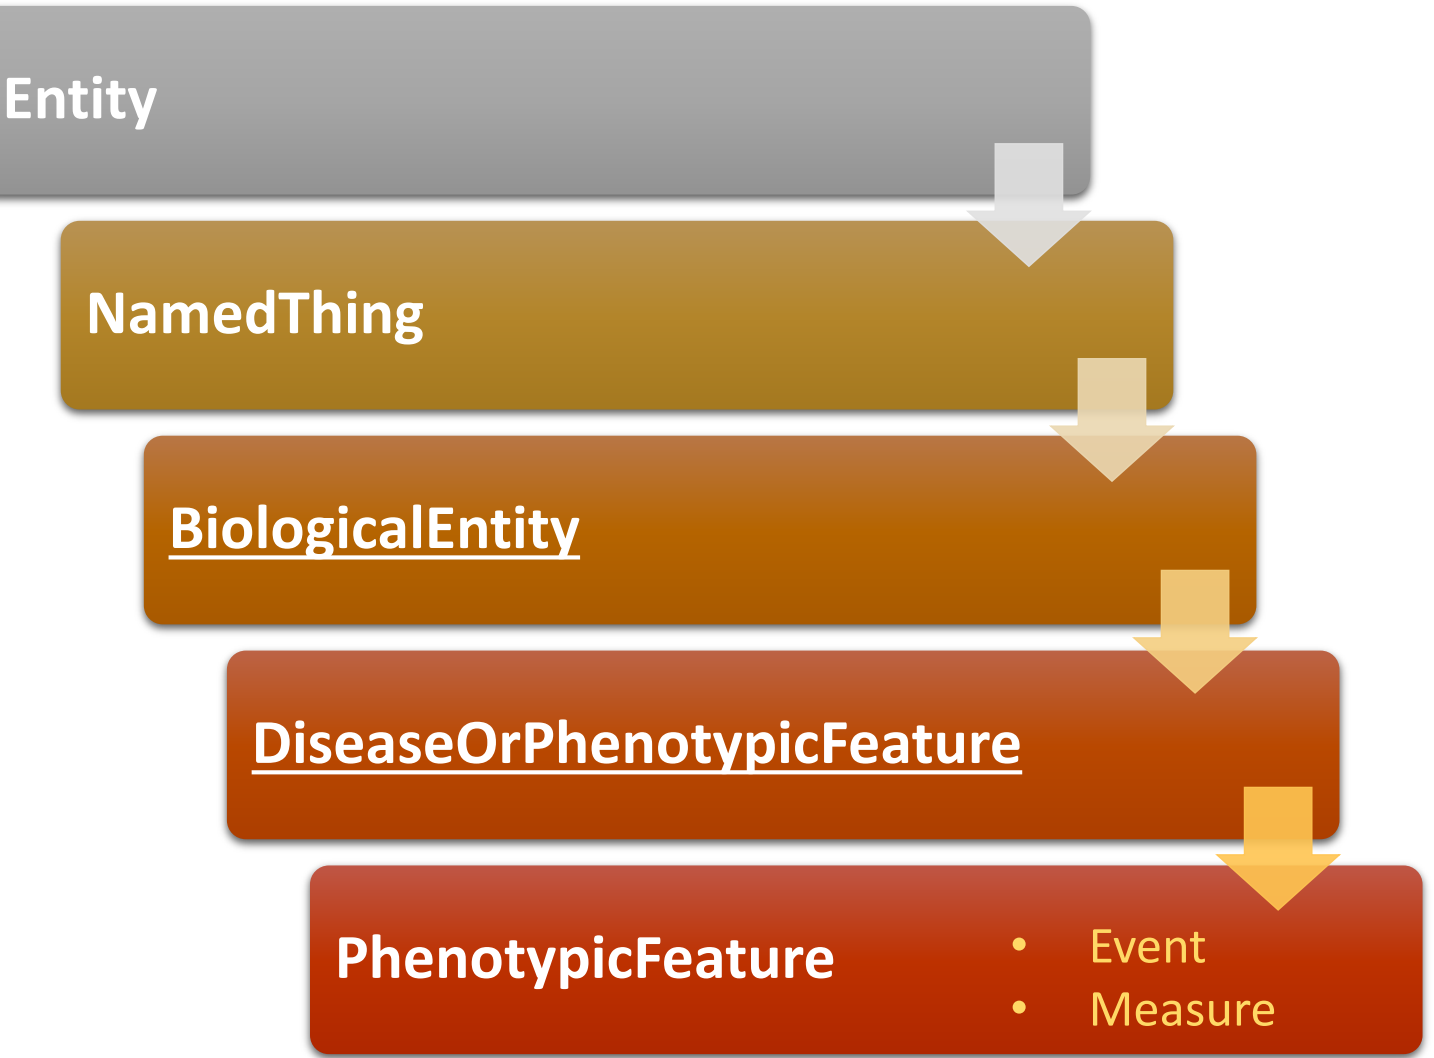 Entity
NamedThing
BiologicalEntity
DiseaseOrPhenotypicFeature
PhenotypicFeature
• Event
• Measure